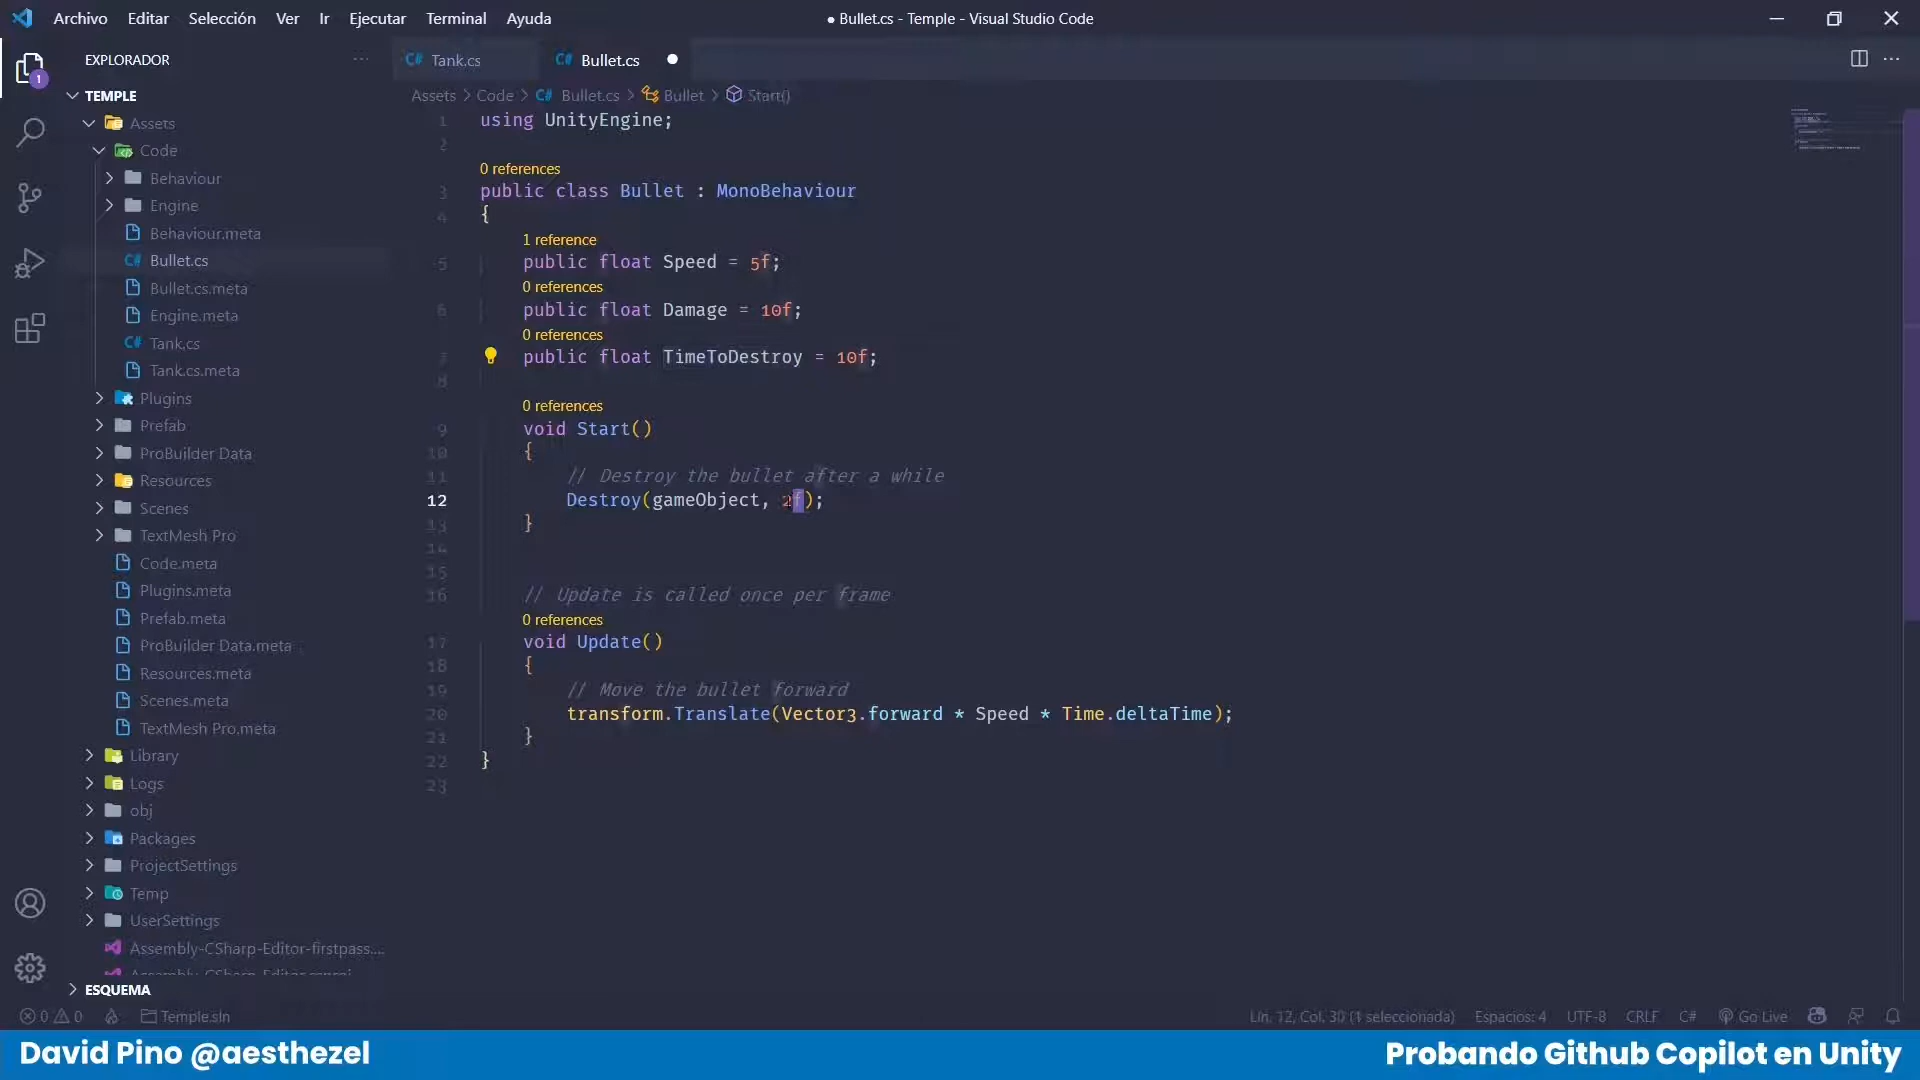 Archivo Editar Selección Ver Ir Ejecutar Terminal Ayuda
● Bullet.cs - Temple - Visual Studio Code
EXPLORADOR
1
TEMPLE
Assets
Code
Behaviour
Engine
Behaviour.meta
Bullet.cs
Bullet.cs.meta
Engine.meta
Tank.cs
Tank.cs.meta
Plugins
Prefab
ProBuilder Data
Resources
Scenes
TextMesh Pro
Code.meta
Plugins.meta
Prefab.meta
ProBuilder Data.meta
Resources.meta
Scenes.meta
TextMesh Pro.meta
Library
Logs
obj
Packages
ProjectSettings
Temp
UserSettings
Assembly-CSharp-Editor-firstpass....
ESQUEMA
C# Tank.cs
C# Bullet.cs
Assets > Code > C# Bullet.cs > Bullet > Start()
1 using UnityEngine;
2
0 references
3 public class Bullet : MonoBehaviour
4 {
1 reference
5 public float Speed = 5f;
0 references
6 public float Damage = 10f;
0 references
7 public float TimeToDestroy = 10f;
8
0 references
9 void Start()
10 {
11 // Destroy the bullet after a while
12 Destroy(gameObject, 2f);
13 }
14
15
16 // Update is called once per frame
0 references
17 void Update()
18 {
19 // Move the bullet forward
20 transform.Translate(Vector3.forward * Speed * Time.deltaTime);
21 }
22 }
23
0 0 Temple.sln
Lín. 12, Col. 30 (1 seleccionada) Espacios: 4 UTF-8 CRLF C# Go Live
David Pino @aesthezel
Probando Github Copilot en Unity